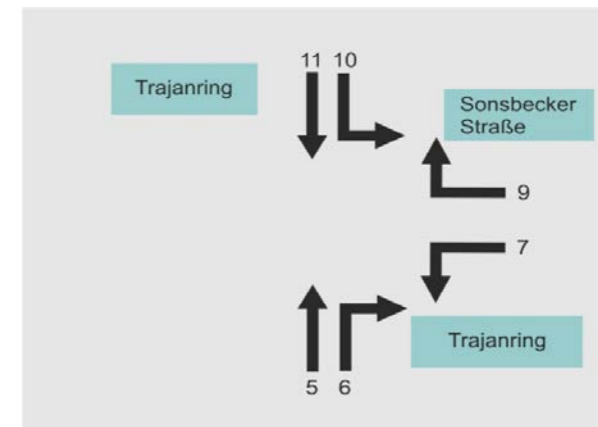 11 10
Trajanring
Sonsbecker
Straße
9
7
Trajanring
5 6